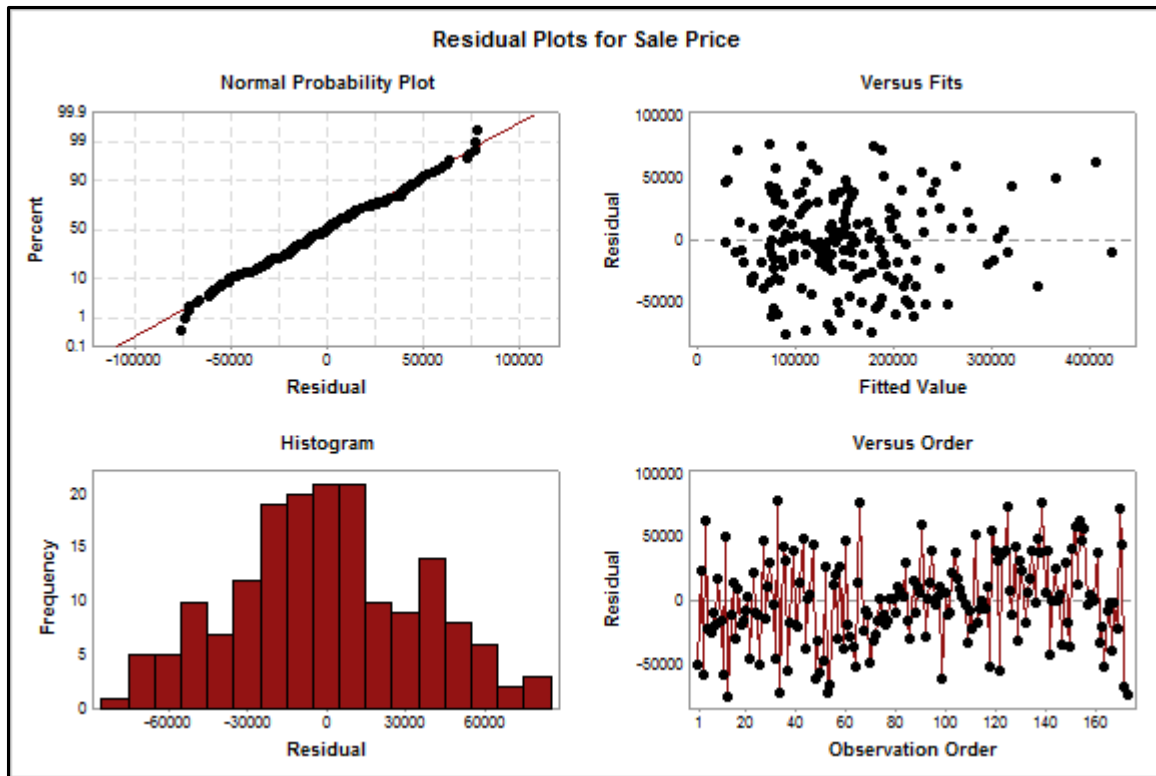 Residual Plots for Sale Price
Normal Probability Plot
99.9
99
90
50
10
1
0.1
Percent
-100000 -50000 0 50000 100000
Residual
Versus Fits
100000
50000
0
-50000
Residual
0 100000 200000 300000 400000
Fitted Value
Histogram
20
15
10
5
0
Frequency
-60000 -30000 0 30000 60000
Residual
Versus Order
100000
50000
0
-50000
Residual
1 20 40 60 80 100 120 140 160
Observation Order